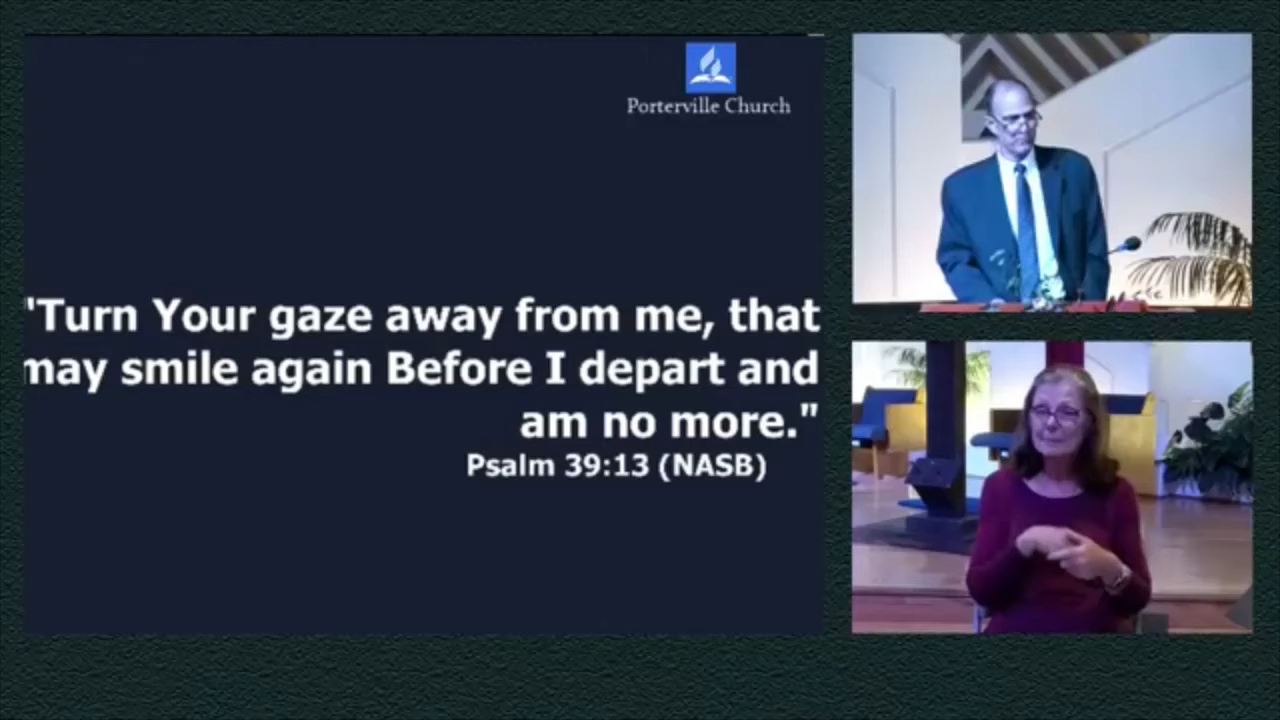 Porterville Church
"Turn Your gaze away from me, that
may smile again Before I depart and
am no more."
Psalm 39:13 (NASB)